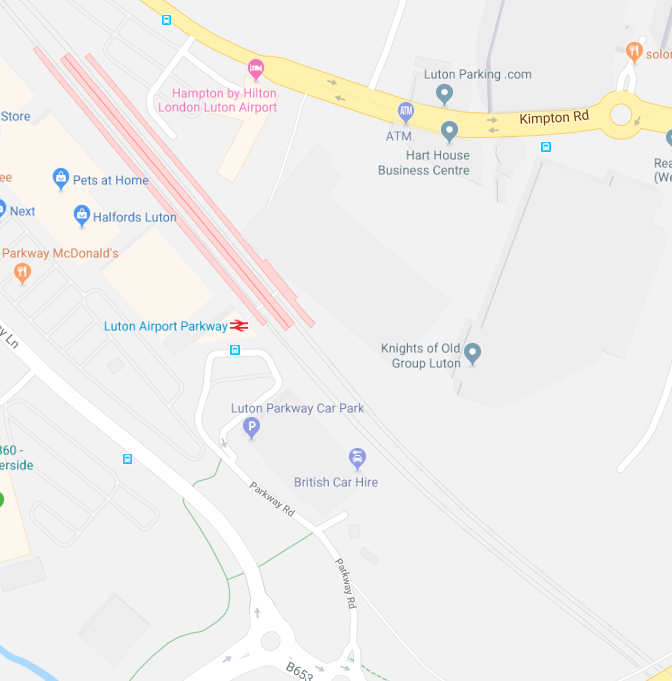 Luton Parking .com
solo
Hampton by Hilton
London Luton Airport
Kimpton Rd
Store
ATM
ATM
Hart House
Business Centre
Rea
(We
ee
Pets at Home
Next
Halfords Luton
Parkway McDonald's
Luton Airport Parkway
y Ln
Knights of Old
Group Luton
Luton Parkway Car Park
P
360 -
erside
British Car Hire
Parkway Rd
Parkway Rd
B653